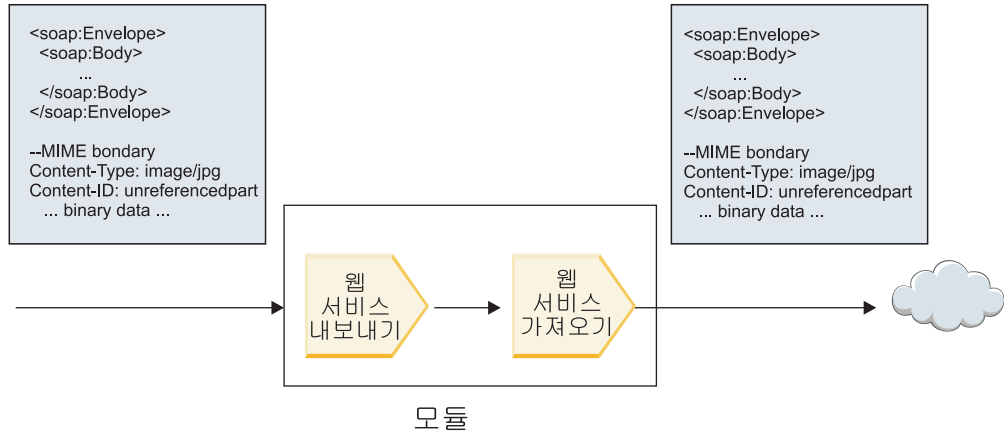 <soap:Envelope>
<soap:Body>
...
</soap:Body>
</soap:Envelope>
--MIME bondary
Content-Type: image/jpg
Content-ID: unreferencedpart
... binary data ...
<soap:Envelope>
<soap:Body>
...
</soap:Body>
</soap:Envelope>
--MIME bondary
Content-Type: image/jpg
Content-ID: unreferencedpart
... binary data ...
웹
서비스
내보내기
웹
서비스
가져오기
모듈